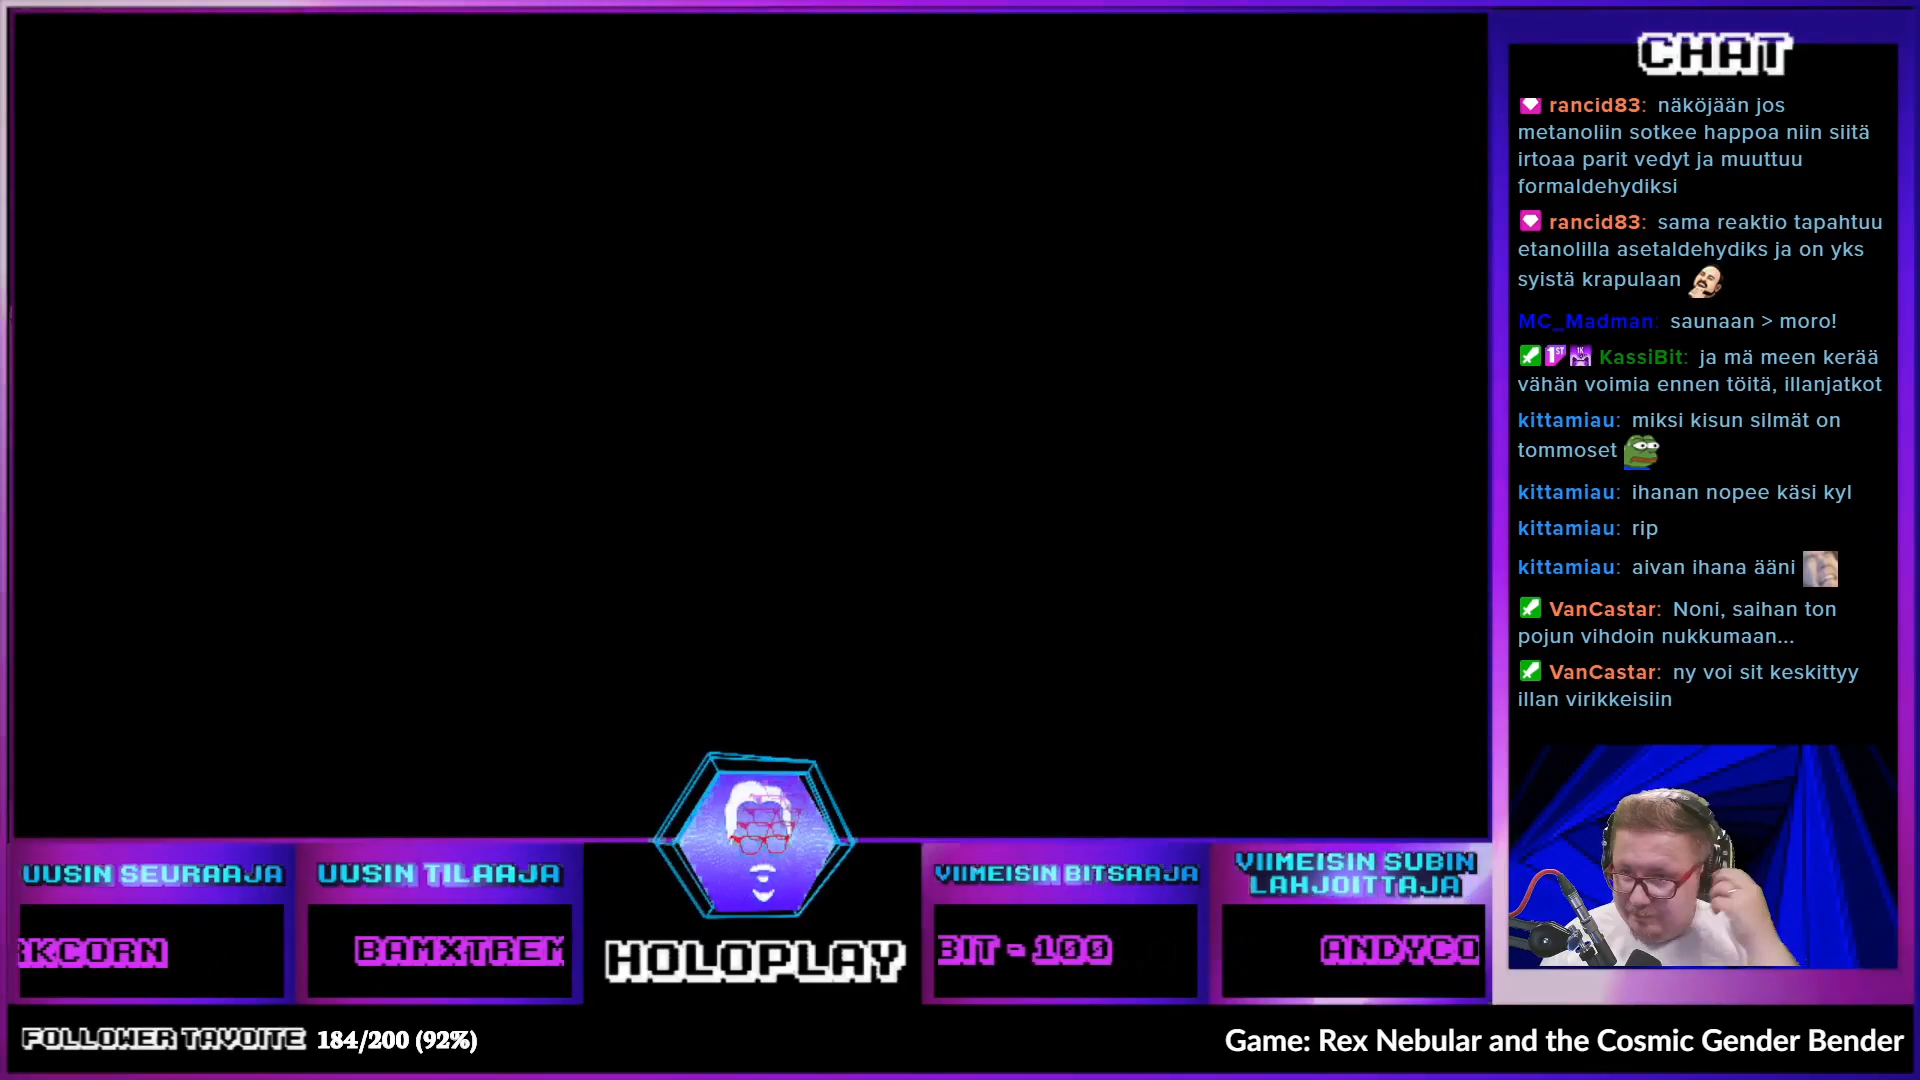 CHAT
rancid83: näköjään jos
metanoliin sotkee happoa niin siitä
irtoaa parit vedyt ja muuttuu
formaldehydiksi
rancid83: sama reaktio tapahtuu
etanolilla asetaldehydiks ja on yks
syistä krapulaan
MC_Madman: saunaan > moro!
1ST 1K KassiBit: ja mä meen kerää
vähän voimia ennen töitä, illanjatkot
kittamiau: miksi kisun silmät on
tommoset
kittamiau: ihanan nopee käsi kyl
kittamiau: rip
kittamiau: aivan ihana ääni
VanCastar: Noni, saihan ton
pojun vihdoin nukkumaan...
VanCastar: ny voi sit keskittyy
illan virikkeisiin
UUSIN SEURAAJA
RKCORN
UUSIN TILAAJA
BAMXTREM
HOLOPLAY
VIIMEISIN BITSAAJA
BIT - 100
VIIMEISIN SUBIN
LAHJOITTAJA
ANDYCO
FOLLOWER TAVOITE 184/200 (92%)
Game: Rex Nebular and the Cosmic Gender Bender